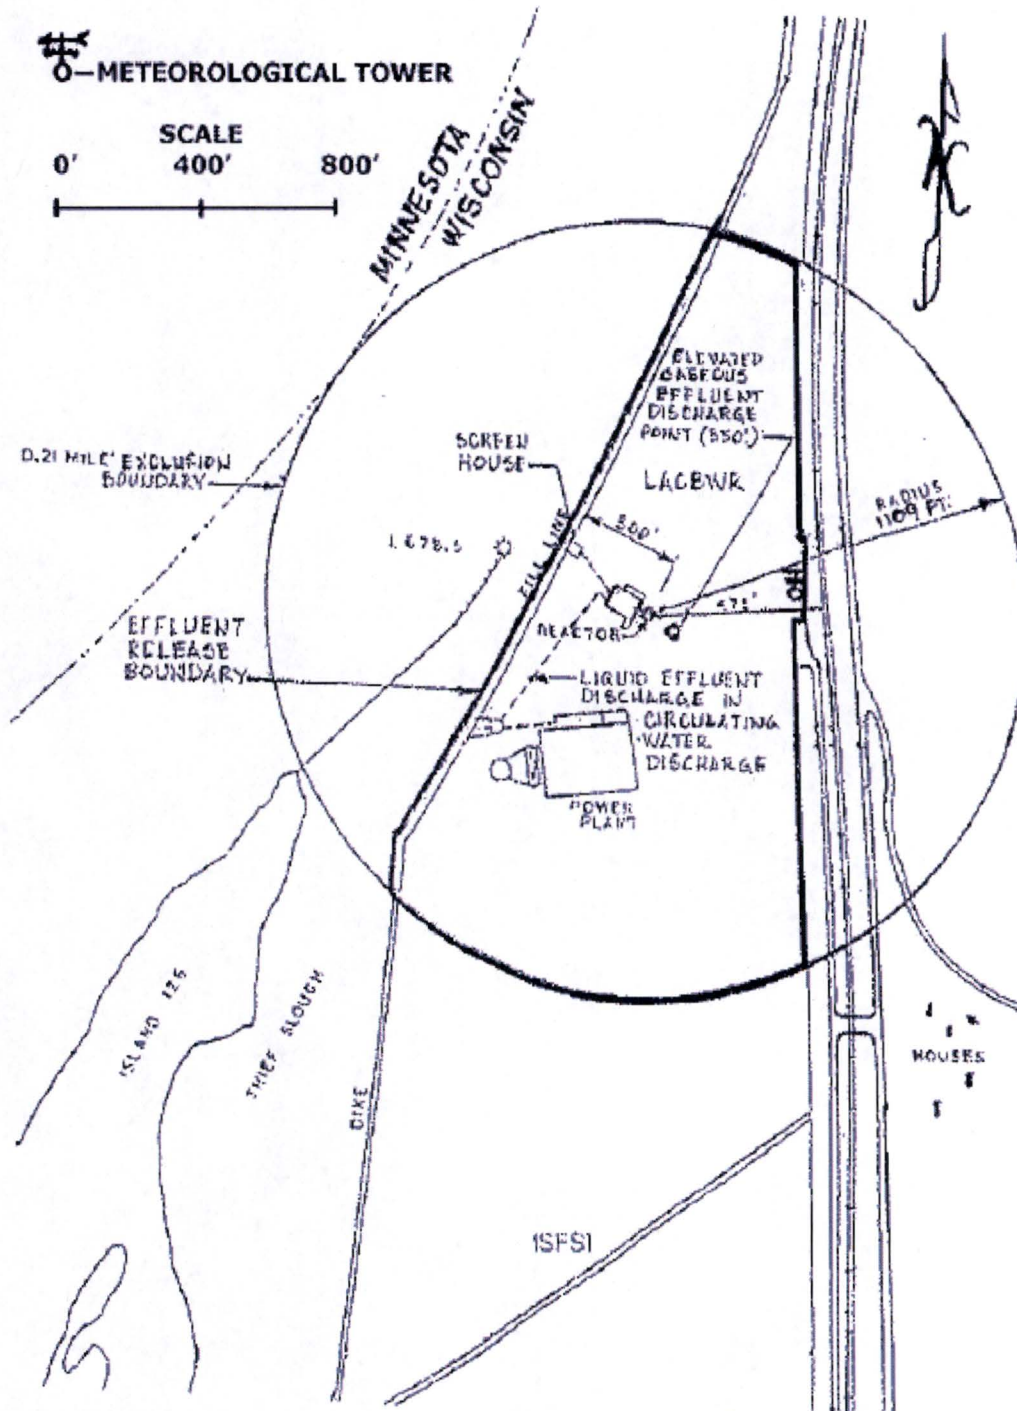 O-METEOROLOGICAL TOWER
SCALE
0' 400' 800'
MINNESOTA
WISCONSIN
ELEVATED
GASEOUS
EFFLUENT
DISCHARGE
POINT (350')
SCREEN
HOUSE
LACBWR
0.21 MILE EXCLUSION
BOUNDARY
RADIUS
1109 FT.
300'
FILL LINE
EFFLUENT
RELEASE
BOUNDARY
REACTOR
LIQUID EFFLUENT
DISCHARGE IN
CIRCULATING
WATER
DISCHARGE
POWER
PLANT
ISLAND 126
THIEF SLOUGH
DIKE
HOUSES
ISFSI